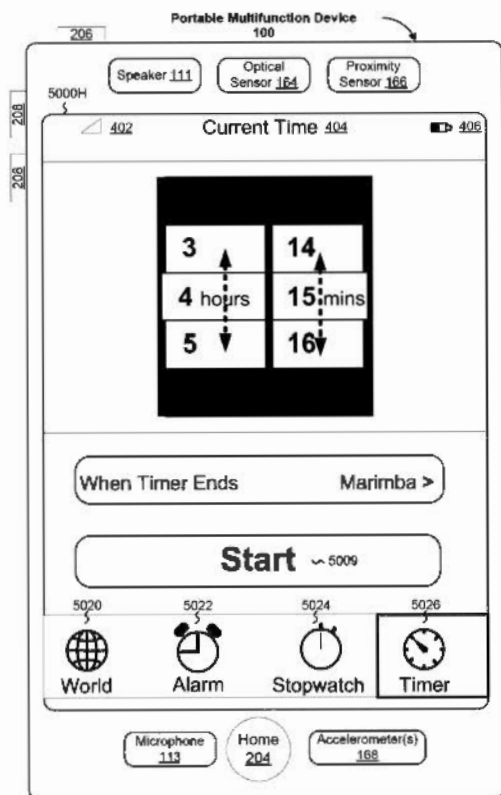 Portable Multifunction Device
100
206
Speaker 111
Optical
Sensor 164
Proximity
Sensor 166
5000H
208
208
402
Current Time 404
406
3
14
4 hours
15 mins
5
16
When Timer Ends
Marimba >
Start 5009
5020
5022
5024
5026
World
Alarm
Stopwatch
Timer
Microphone
113
Home
204
Accelerometer(s)
168